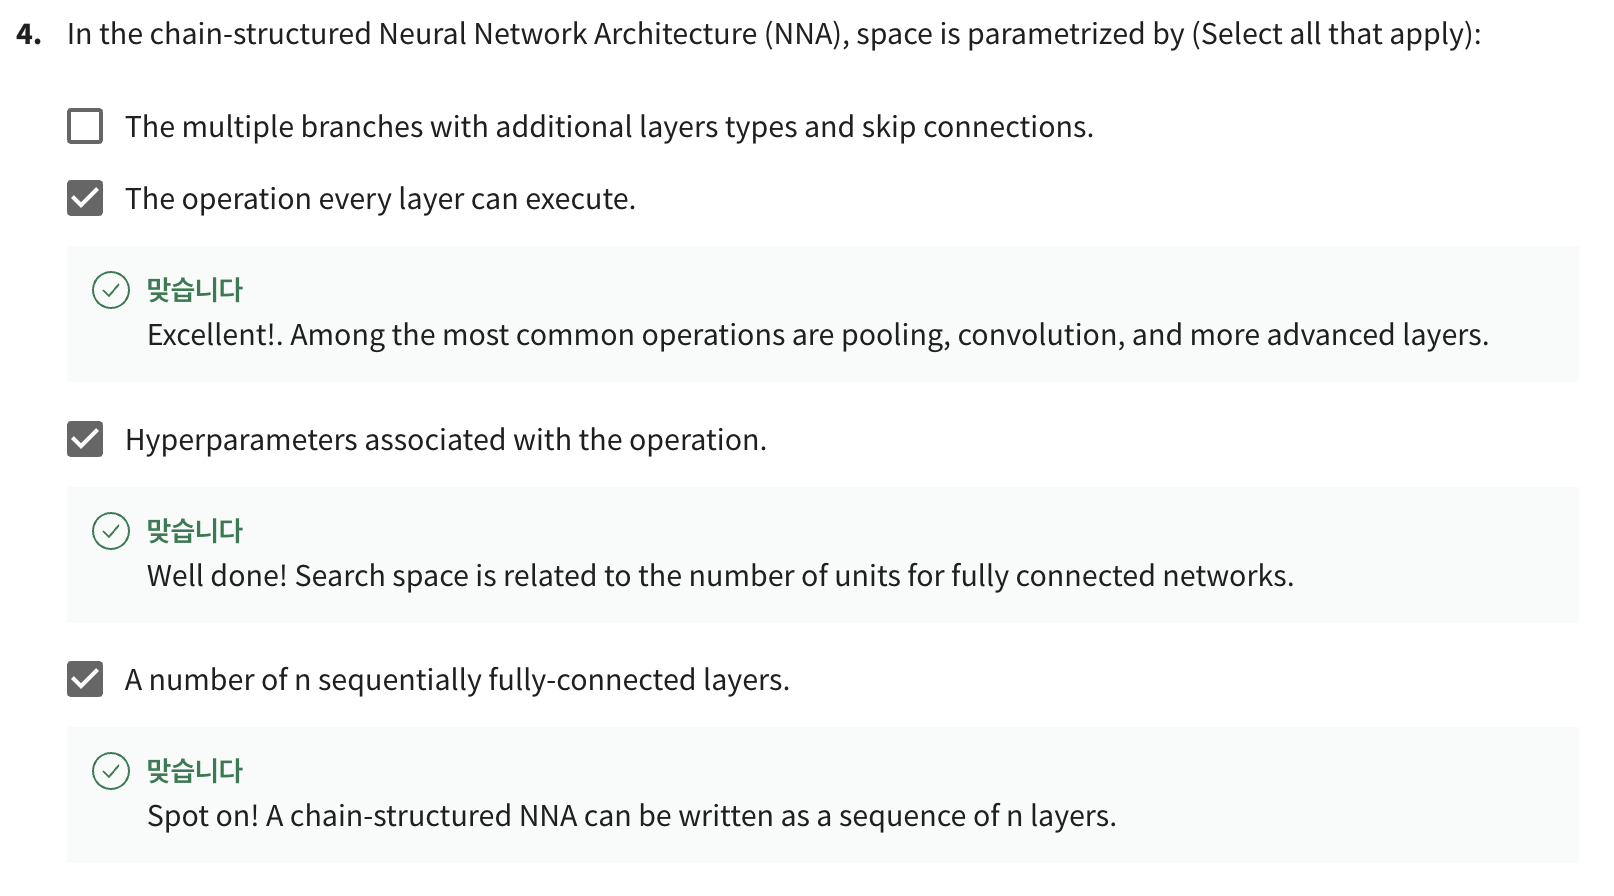 4. In the chain-structured Neural Network Architecture (NNA), space is parametrized by (Select all that apply):
The multiple branches with additional layers types and skip connections.
The operation every layer can execute.
맞습니다
Excellent!. Among the most common operations are pooling, convolution, and more advanced layers.
Hyperparameters associated with the operation.
맞습니다
Well done! Search space is related to the number of units for fully connected networks.
A number of n sequentially fully-connected layers.
맞습니다
Spot on! A chain-structured NNA can be written as a sequence of n layers.